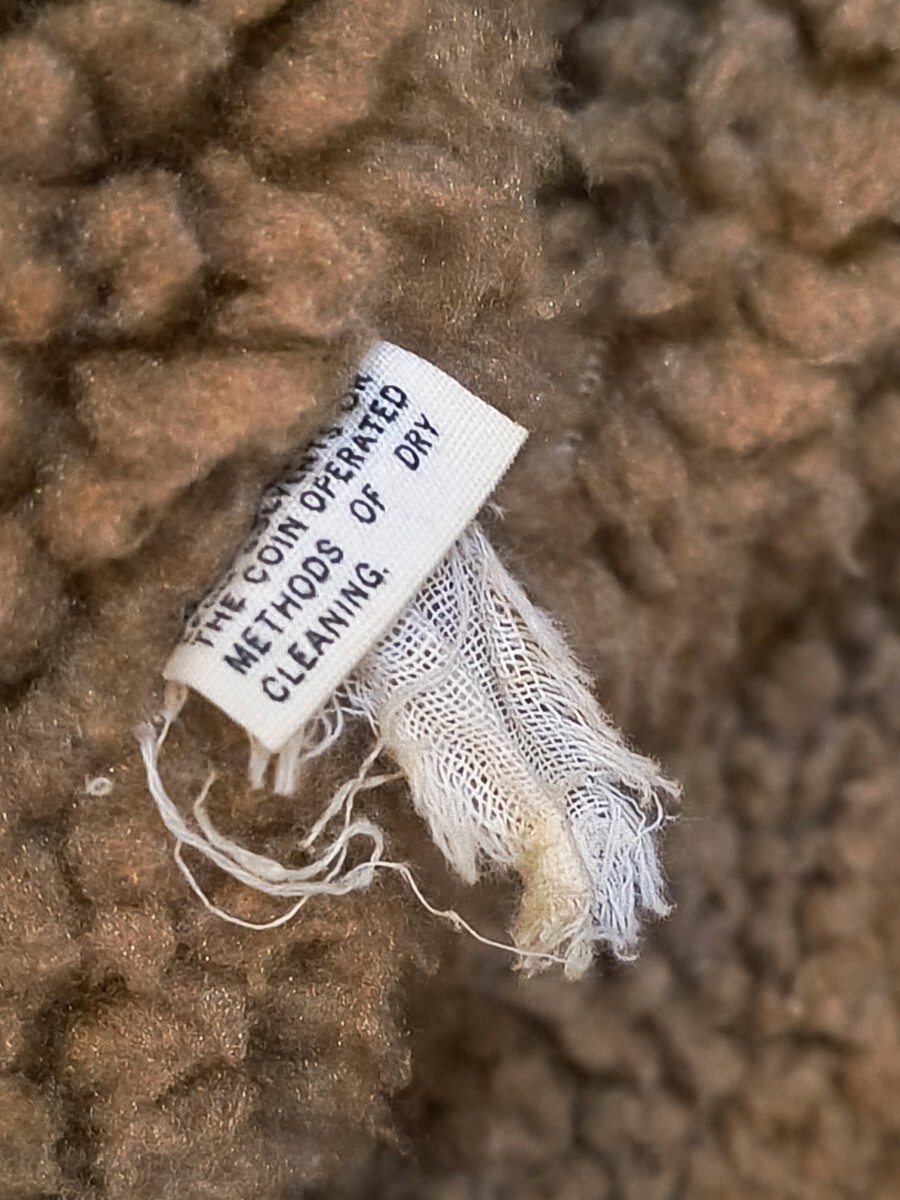 THE COIN OPERATED
METHODS OF DRY
CLEANING.